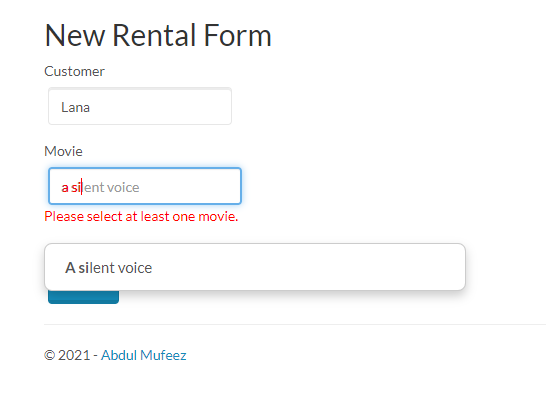 New Rental Form
Customer
Lana
Movie
a silent voice
Please select at least one movie.
A silent voice
© 2021 - Abdul Mufeez